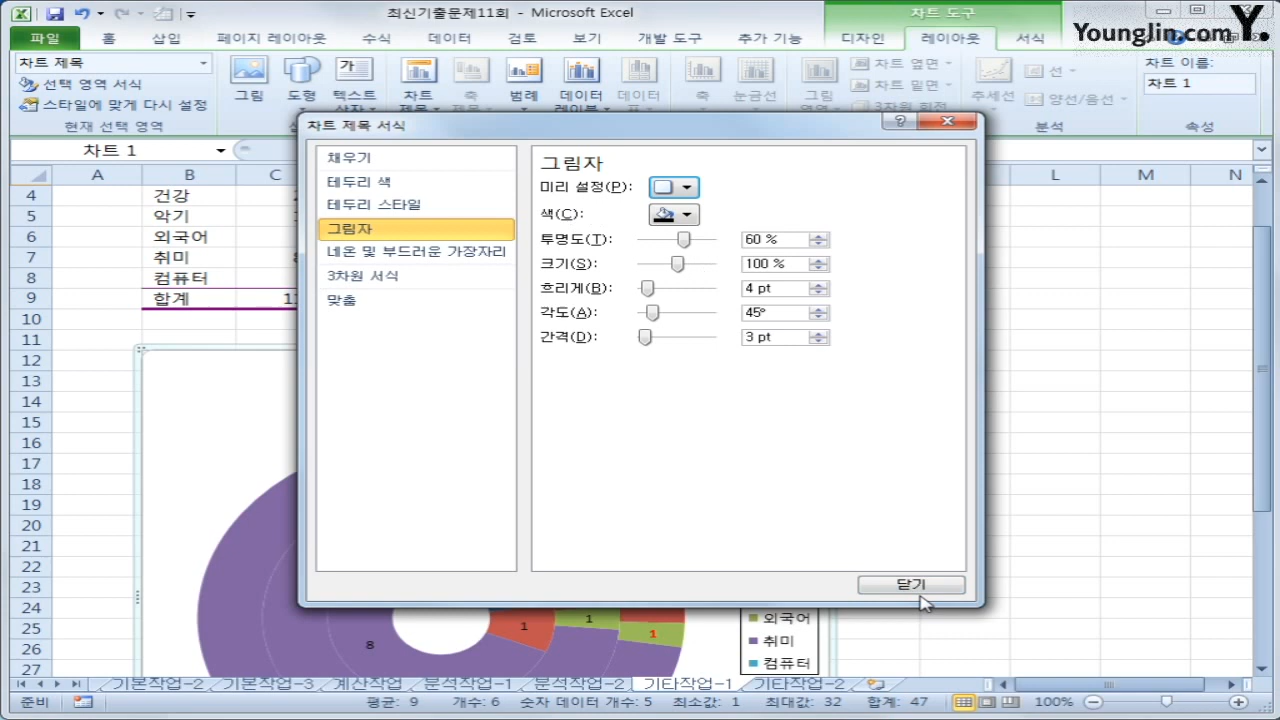 최신기출문제11회 - Microsoft Excel
차트 도구
YoungJin.com Y.
파일 홈 삽입 페이지 레이아웃 수식 데이터 검토 보기 개발 도구 추가 기능 디자인 레이아웃 서식
차트 제목
선택 영역 서식
스타일에 맞게 다시 설정
현재 선택 영역
그림 도형 텍스트
차트 축 범례 데이터 데이터
축 눈금선
그림
차트 옆면
차트 밑면
3차원 회전
추세선
선
양선/음선
분석
차트 이름:
차트 1
속성
차트 1
차트 제목 서식
채우기
테두리 색
테두리 스타일
그림자
네온 및 부드러운 가장자리
3차원 서식
맞춤
그림자
미리 설정(P):
색(C):
투명도(T): 60 %
크기(S): 100 %
흐리게(B): 4 pt
각도(A): 45°
간격(D): 3 pt
닫기
A B C L M N
4 건강
5 악기
6 외국어
7 취미
8 컴퓨터
9 합계
10
11
12
13
14
15
16
17
18
19
20
21
22
23
24
25
26
27
8 1 1 1
외국어
취미
컴퓨터
기본작업-2 기본작업-3 계산작업 분석작업-1 분석작업-2 기타작업-1 기타작업-2
준비 평균: 9 개수: 6 숫자 데이터 개수: 5 최소값: 1 최대값: 32 합계: 47 100%